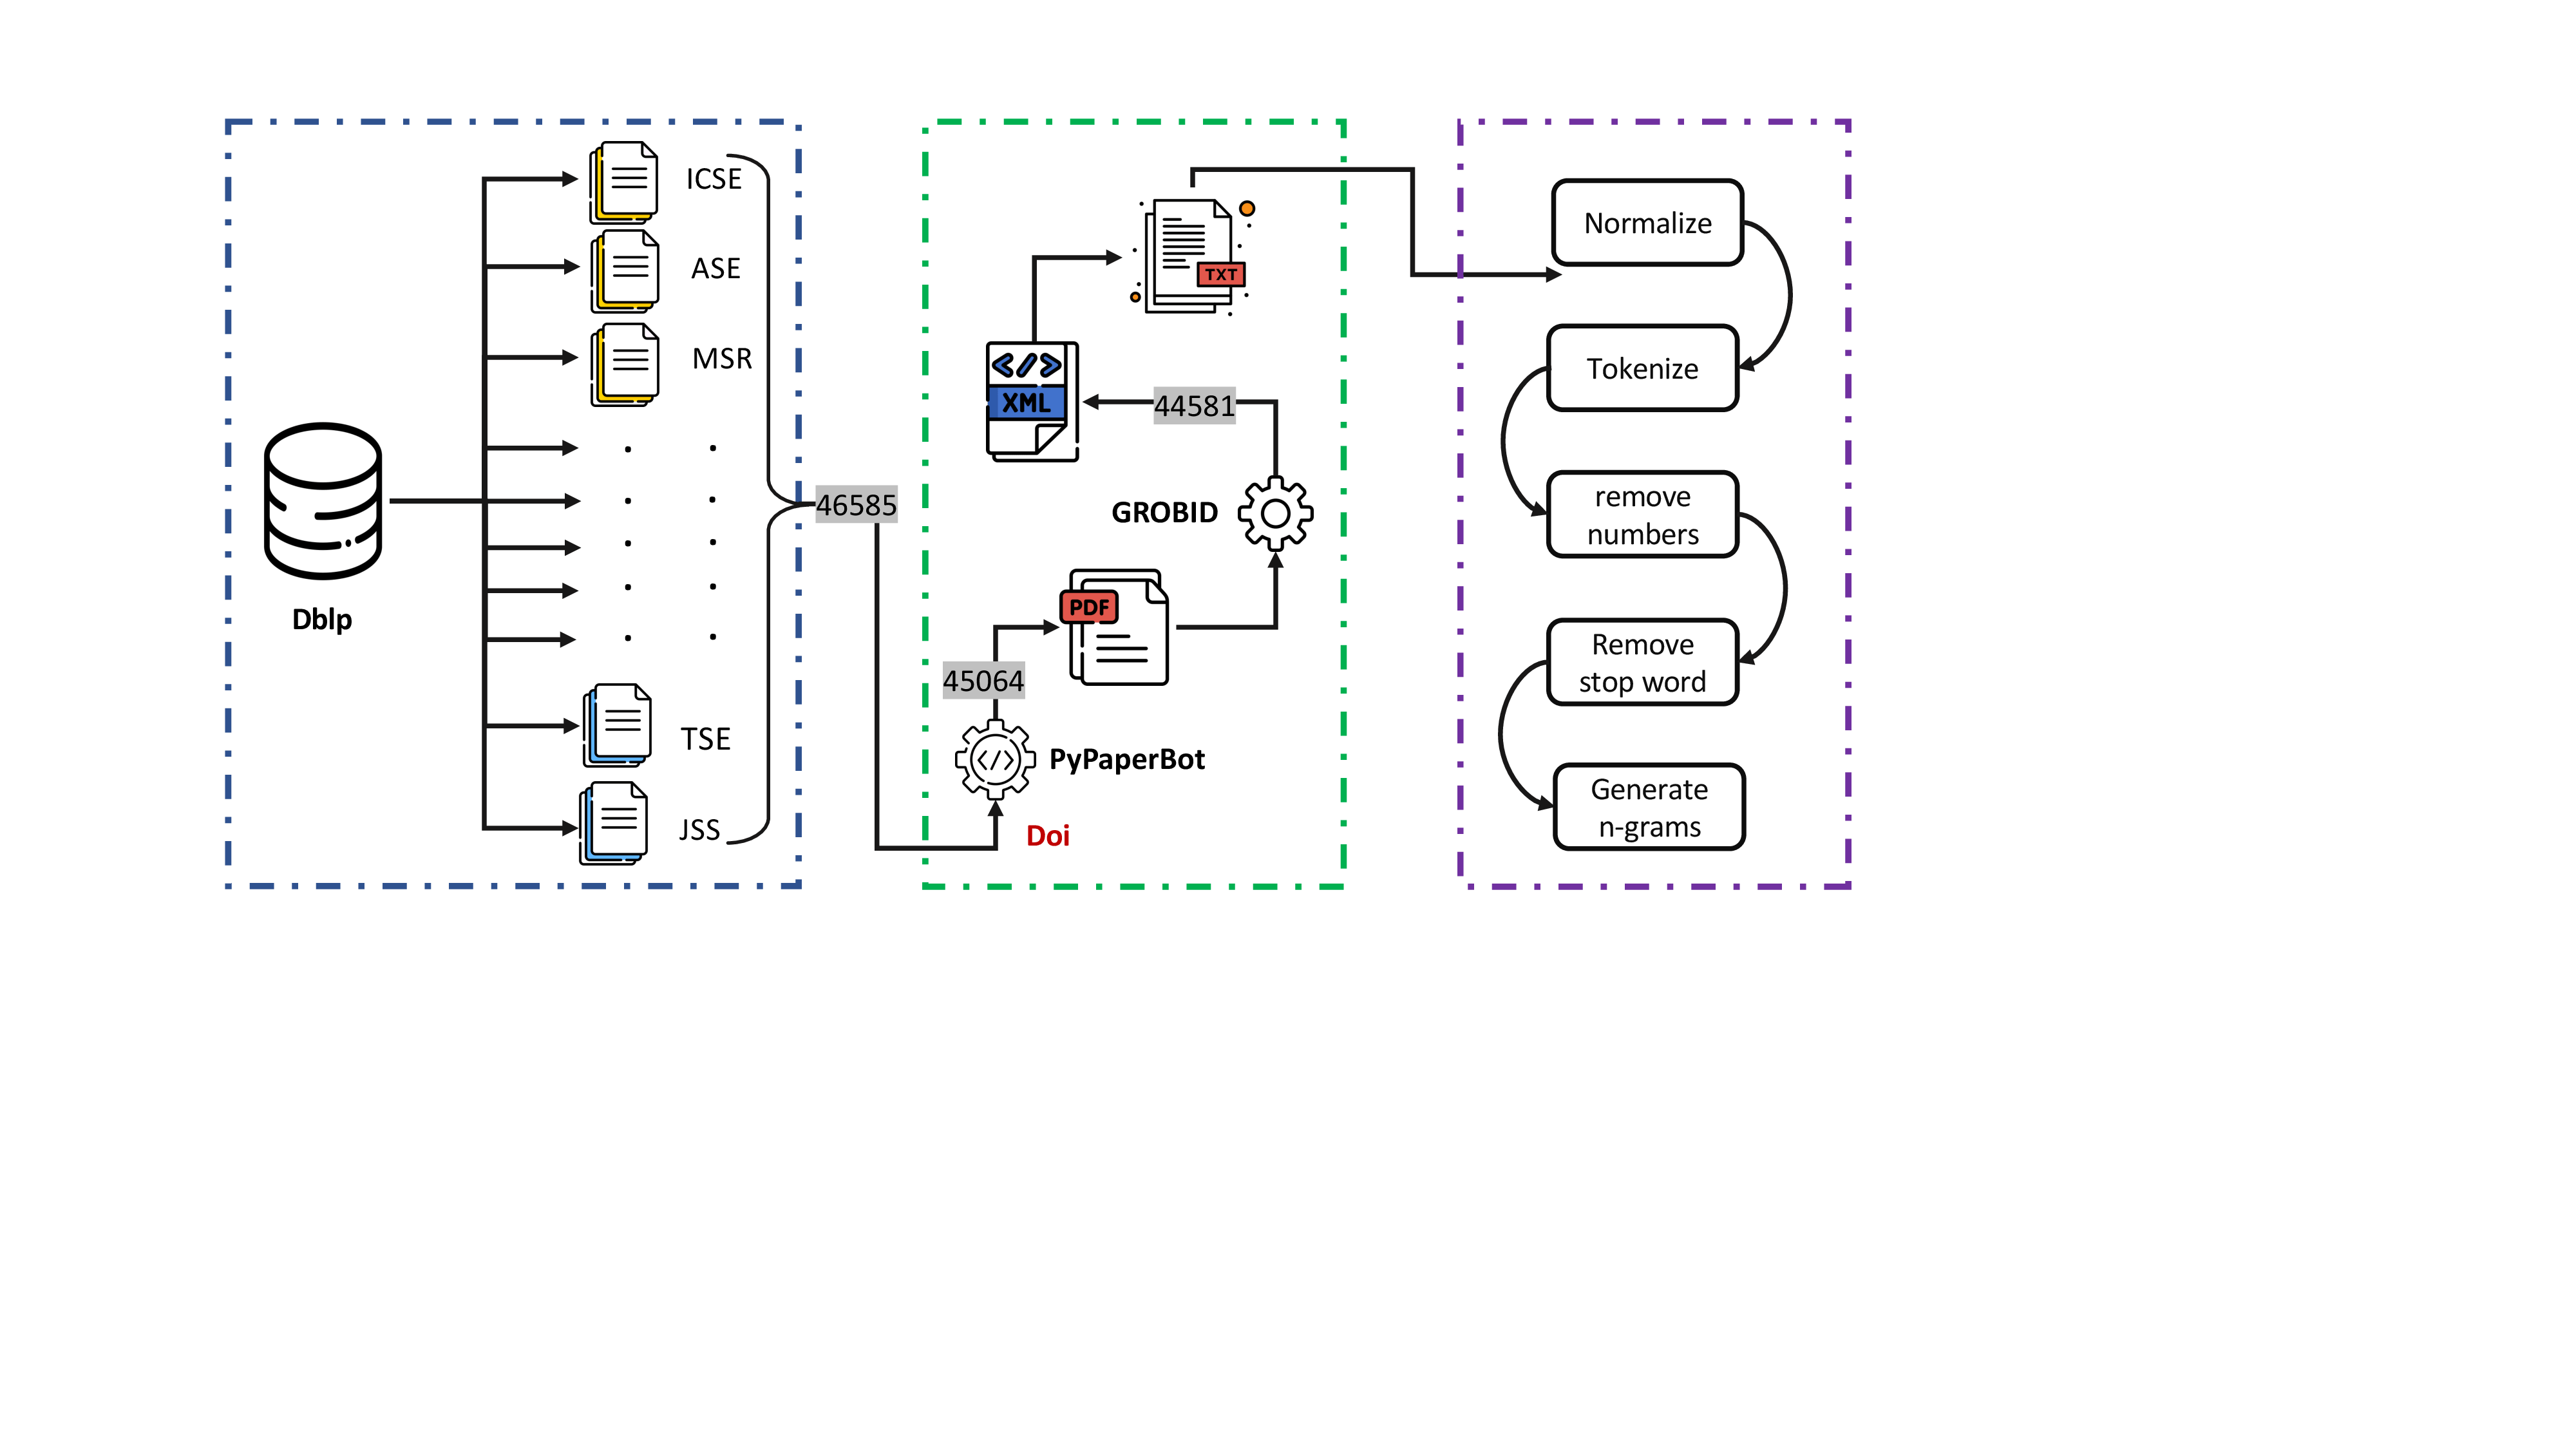 Dblp
ICSE
ASE
MSR
TSE
JSS
46585
TXT
</>
XML
44581
GROBID
PDF
45064
</>
PyPaperBot
Doi
Normalize
Tokenize
remove
numbers
Remove
stop word
Generate
n-grams